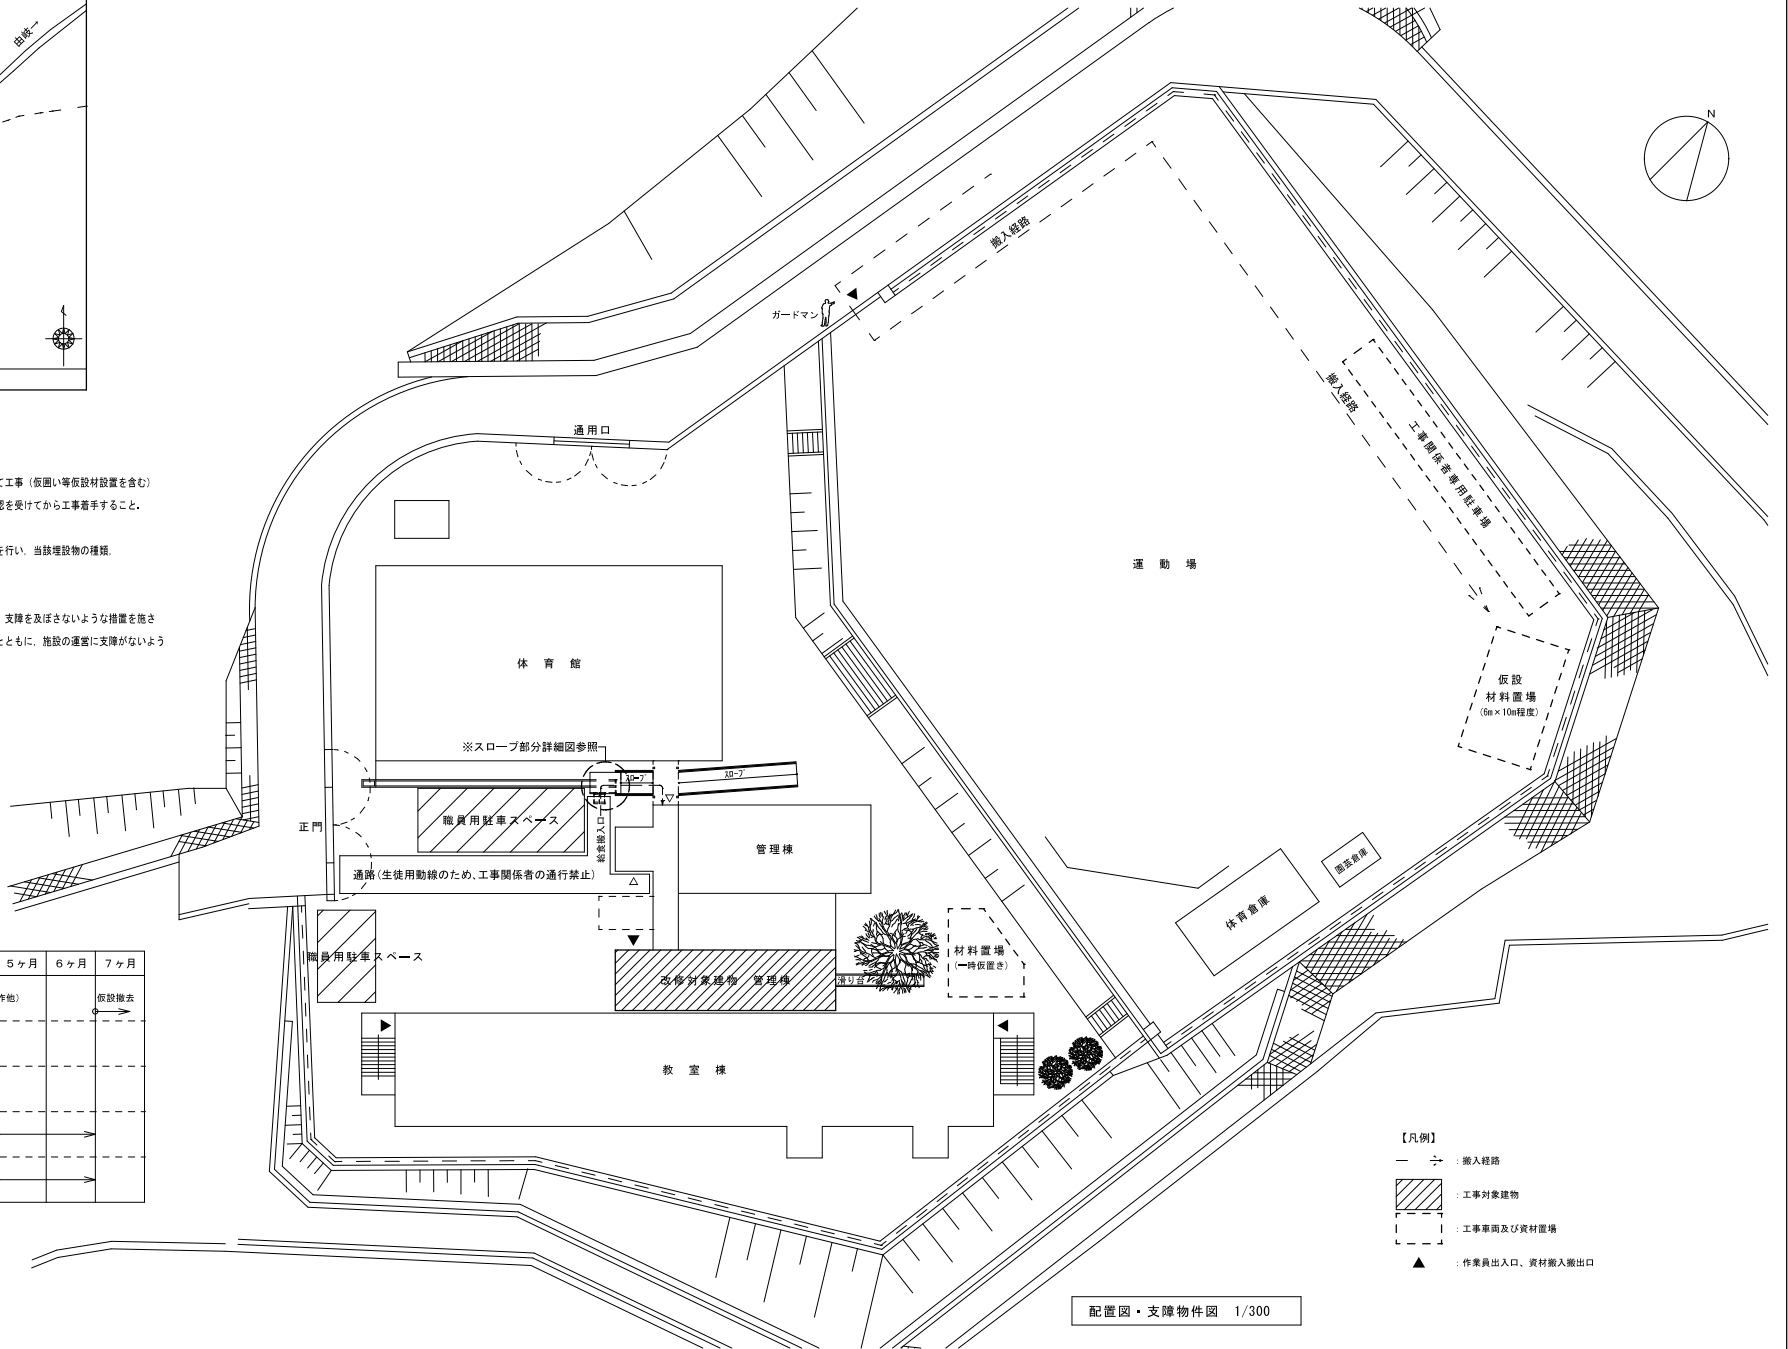 由岐→
て工事（仮囲い等仮設材設置を含む）
認を受けてから工事着手すること。
を行い、当該埋設物の種類、
支障を及ぼさないような措置を施さ
とともに、施設の運営に支障がないよう
N
搬入経路
ガードマン
搬入経路
工事関係者専用駐車場
通用口
運動場
体育館
仮設
材料置場
(6m×10m程度)
※スロープ部分詳細図参照
スロープ
スロープ
職員用駐車スペース
正門
給食搬入口
管理棟
通路(生徒用動線のため、工事関係者の通行禁止)
園芸倉庫
体育倉庫
職員用駐車スペース
材料置場
(一時仮置き)
改修対象建物　管理棟
滑り台
教室棟
5ヶ月 6ヶ月 7ヶ月
作他)
仮設撤去
【凡例】
：搬入経路
：工事対象建物
：工事車両及び資材置場
：作業員出入口、資材搬入搬出口
配置図・支障物件図　1/300